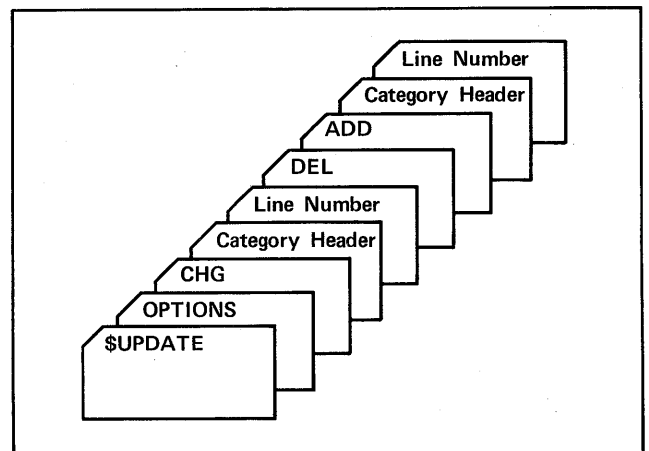 Line Number
Category Header
ADD
DEL
Line Number
Category Header
CHG
OPTIONS
$UPDATE